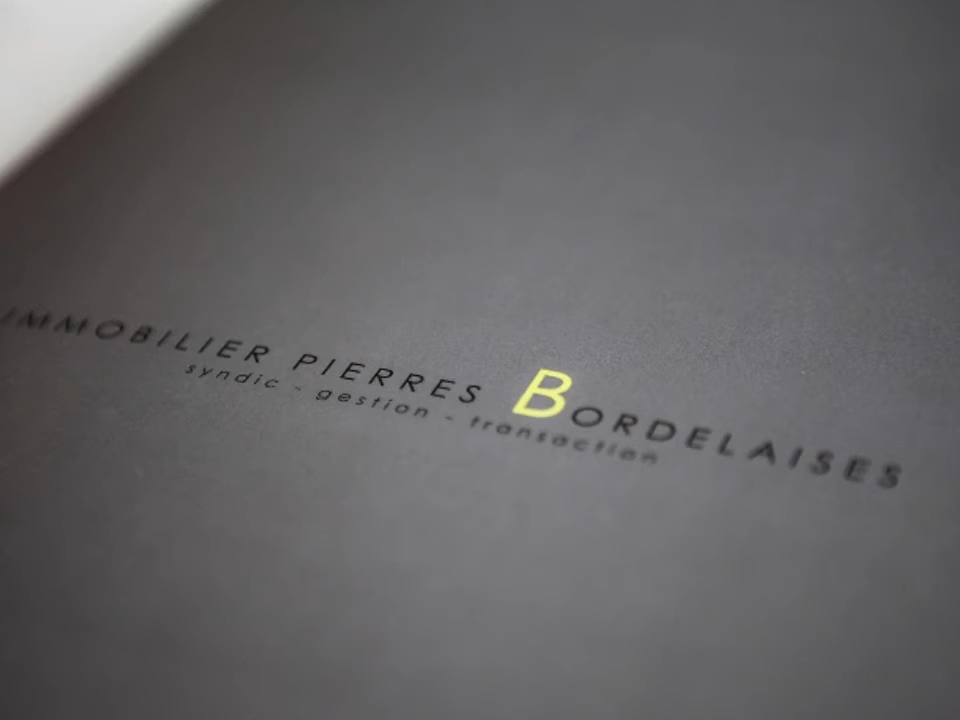 IMMOBILIER PIERRES BORDELAISES
syndic - gestion - transaction